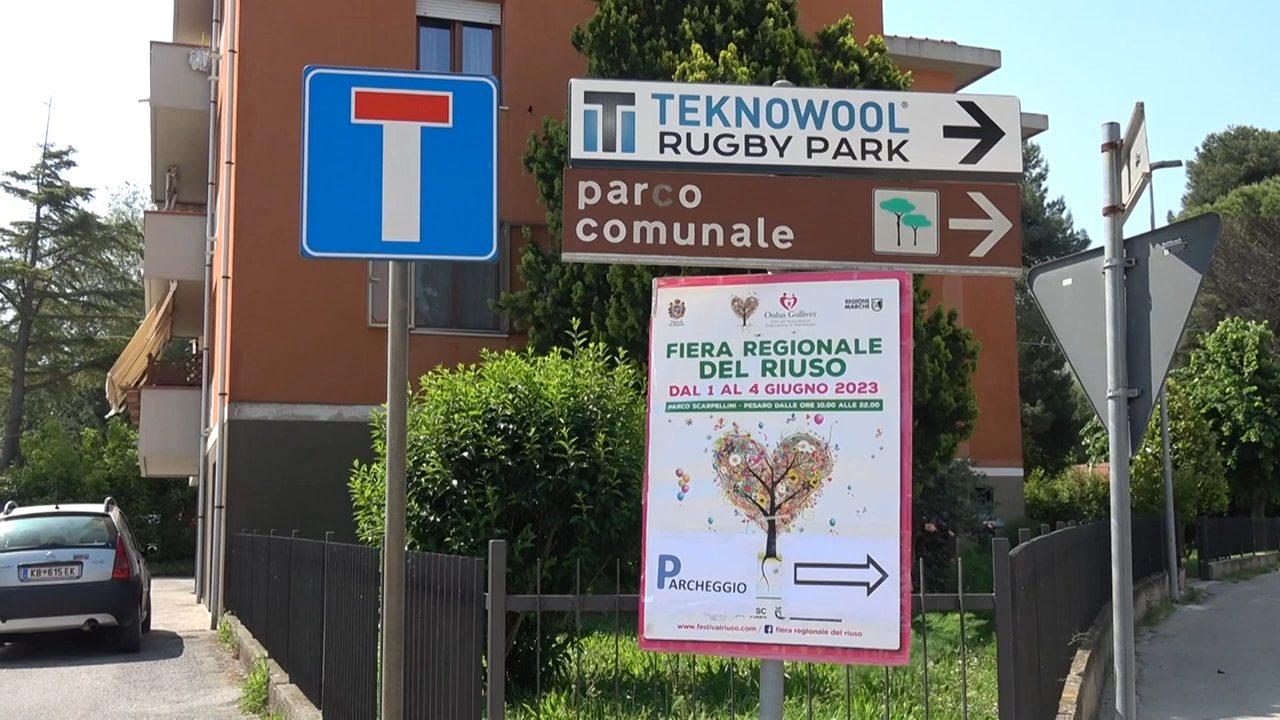 TEKNOWOOL®
RUGBY PARK
parco
comunale
Onlus Gulliver
REGIONE
MARCHE
FIERA REGIONALE
DEL RIUSO
DAL 1 AL 4 GIUGNO 2023
PARCO SCARPELLINI - PESARO DALLE ORE 10.00 ALLE 22.00
PARCHEGGIO
SC
www.festivalriuso.com / f fiera regionale del riuso
KB 615 EK